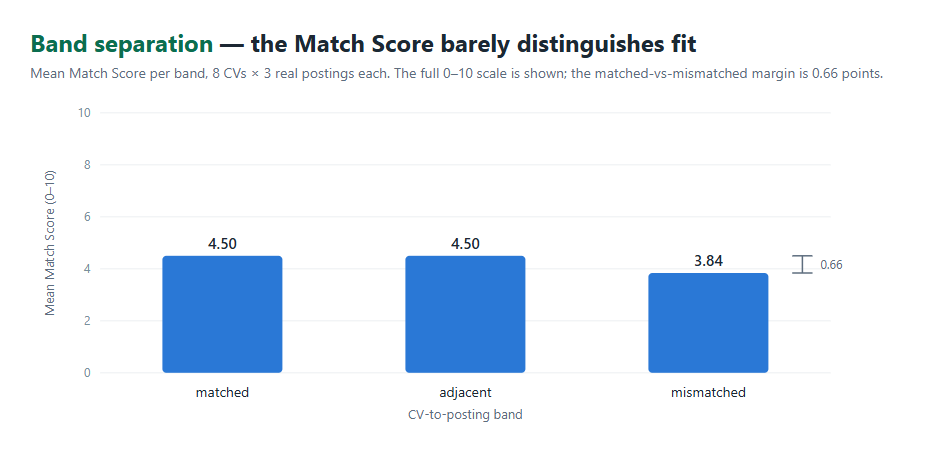 Band separation — the Match Score barely distinguishes fit
Mean Match Score per band, 8 CVs × 3 real postings each. The full 0–10 scale is shown; the matched-vs-mismatched margin is 0.66 points.
Mean Match Score (0–10)
10
8
6
4
2
0
4.50
4.50
3.84
0.66
matched
adjacent
mismatched
CV-to-posting band